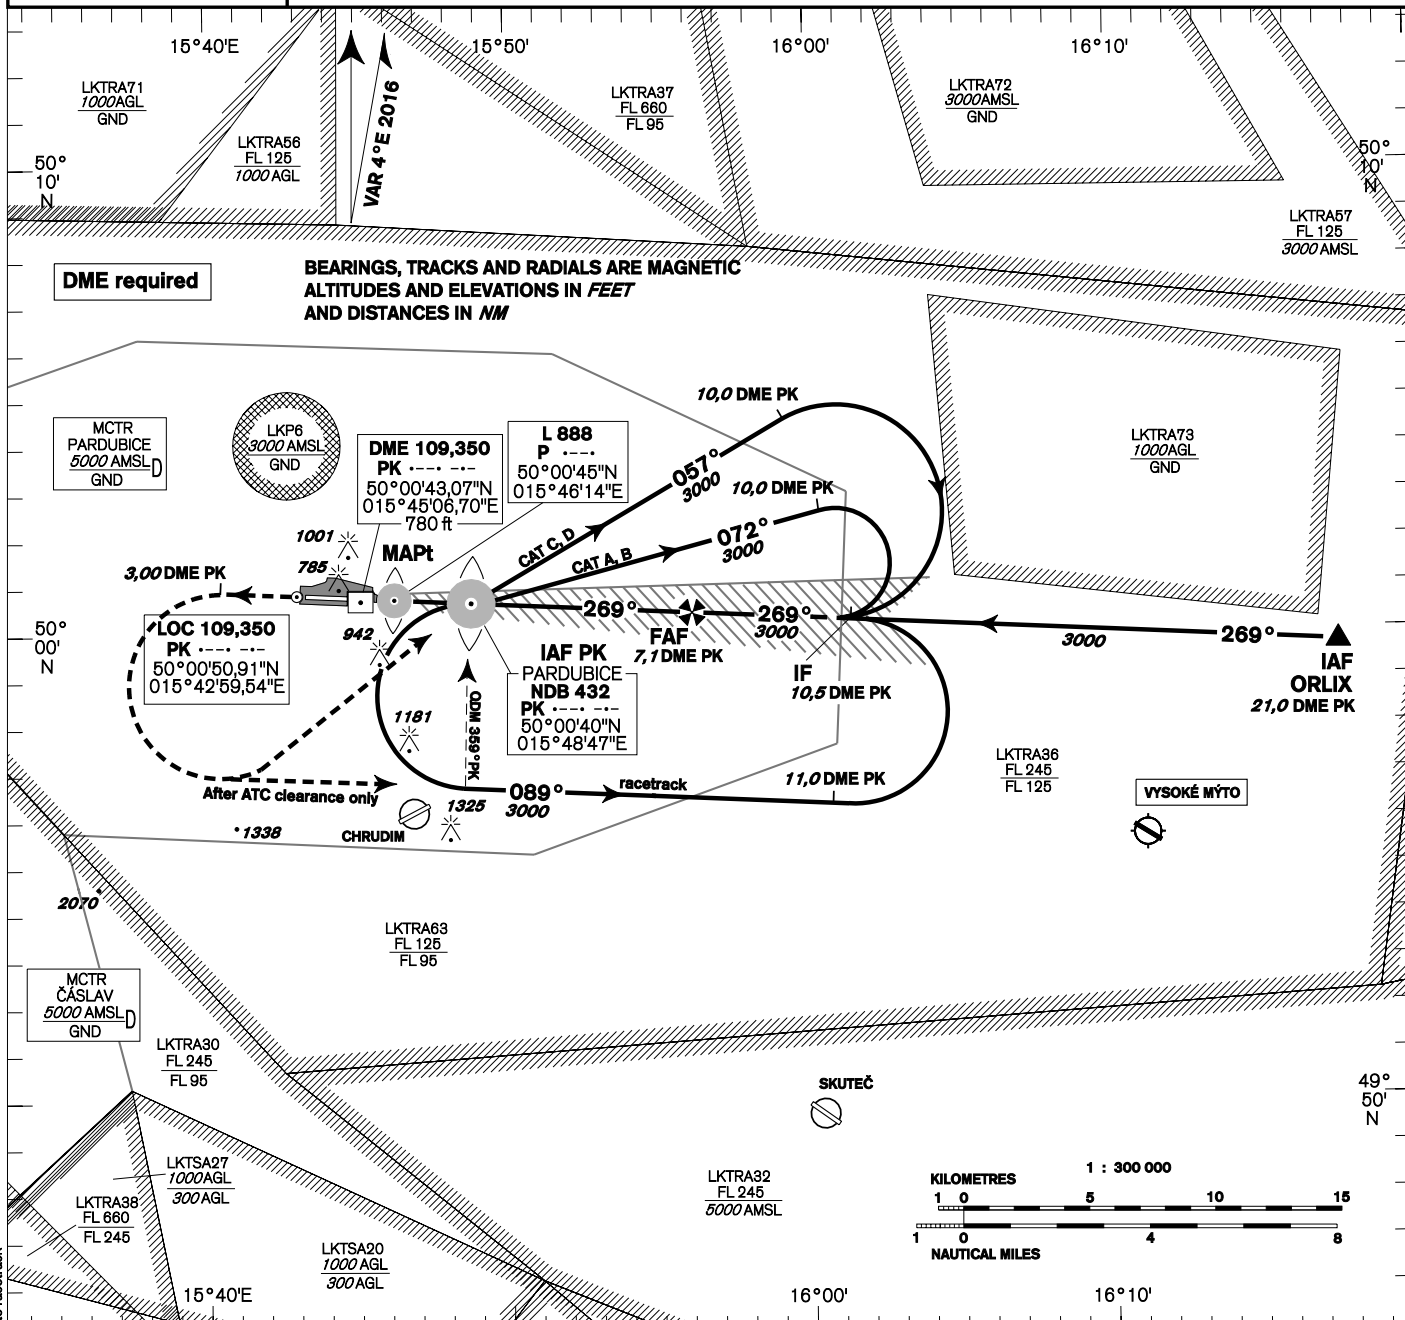 15°40'E
15°50'
16°00'
16°10'
LKTRA71
1000AGL
GND
LKTRA56
FL 125
1000 AGL
VAR 4°E 2016
LKTRA37
FL 660
FL 95
LKTRA72
3000AMSL
GND
50°
10'
N
50°
10'
N
LKTRA57
FL 125
3000 AMSL
DME required
BEARINGS, TRACKS AND RADIALS ARE MAGNETIC
ALTITUDES AND ELEVATIONS IN FEET
AND DISTANCES IN NM
MCTR
PARDUBICE
5000 AMSL D
GND
LKP6
3000 AMSL
GND
DME 109,350
PK ·--· -·-
50°00'43,07"N
015°45'06,70"E
780 ft
L 888
P ·--·
50°00'45"N
015°46'14"E
10,0 DME PK
057°
3000
10,0 DME PK
072°
3000
CAT C, D
CAT A, B
LKTRA73
1000AGL
GND
1001
785
MAPt
3,00 DME PK
942
LOC 109,350
PK ·--· -·-
50°00'50,91"N
015°42'59,54"E
50°
00'
N
269°
FAF
7,1 DME PK
269°
3000
IF
10,5 DME PK
3000
269°
IAF
ORLIX
21,0 DME PK
IAF PK
PARDUBICE
NDB 432
PK ·--· -·-
50°00'40"N
015°48'47"E
QDM 359°PK
1181
After ATC clearance only
089°
3000
racetrack
11,0 DME PK
1325
CHRUDIM
1338
2070
LKTRA36
FL 245
FL 125
VYSOKÉ MÝTO
LKTRA63
FL 125
FL 95
MCTR
ČÁSLAV
5000 AMSL D
GND
LKTRA30
FL 245
FL 95
SKUTEČ
49°
50'
N
LKTSA27
1000AGL
300 AGL
LKTRA38
FL 660
FL 245
LKTSA20
1000 AGL
300 AGL
LKTRA32
FL 245
5000 AMSL
1 : 300 000
KILOMETRES
1 0 5 10 15
1 0 4 8
NAUTICAL MILES
15°40'E
16°00'
16°10'